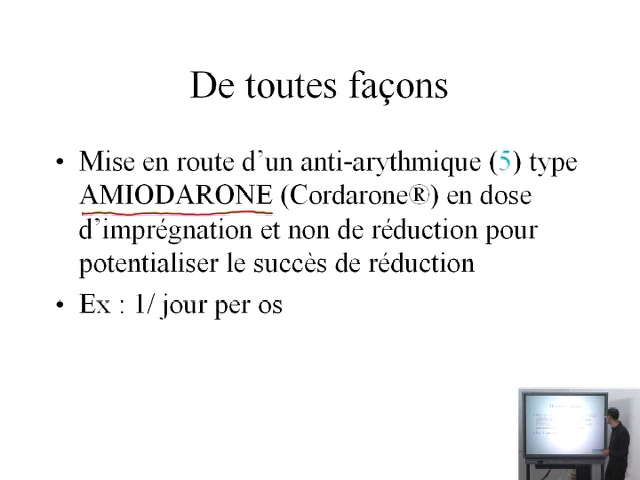 De toutes façons
• Mise en route d’un anti-arythmique (5) type
AMIODARONE (Cordarone®) en dose
d’imprégnation et non de réduction pour
potentialiser le succès de réduction
• Ex : 1/ jour per os